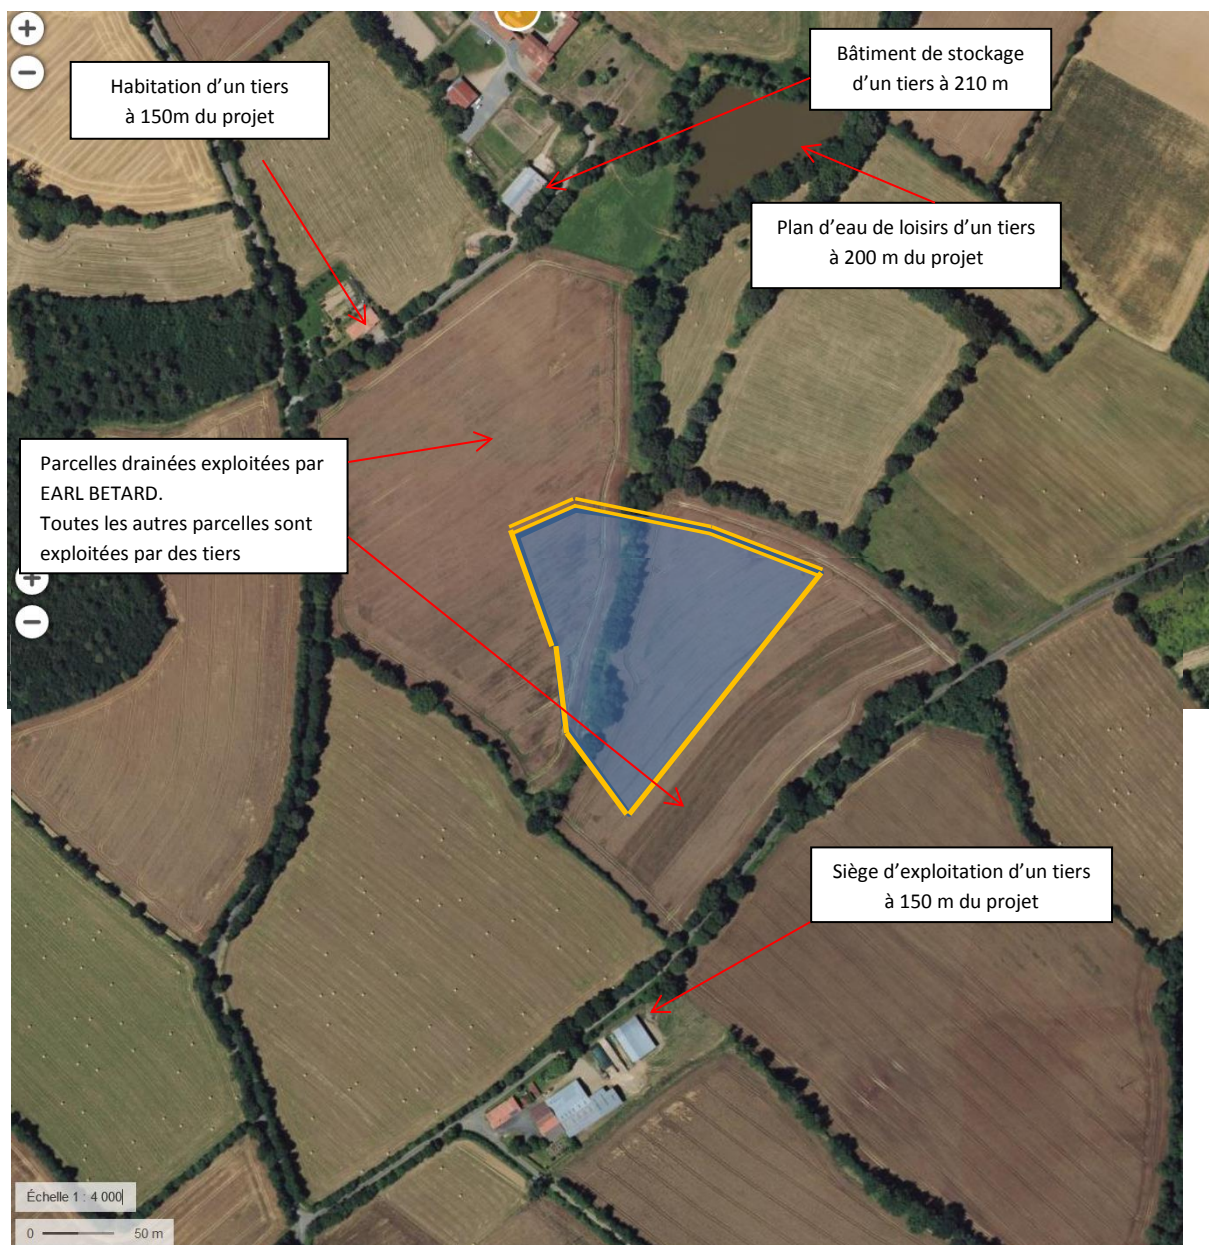 Bâtiment de stockage
d’un tiers à 210 m
Habitation d’un tiers
à 150m du projet
Plan d’eau de loisirs d’un tiers
à 200 m du projet
Parcelles drainées exploitées par
EARL BETARD.
Toutes les autres parcelles sont
exploitées par des tiers
Siège d’exploitation d’un tiers
à 150 m du projet
Échelle 1 : 4 000
0 50 m